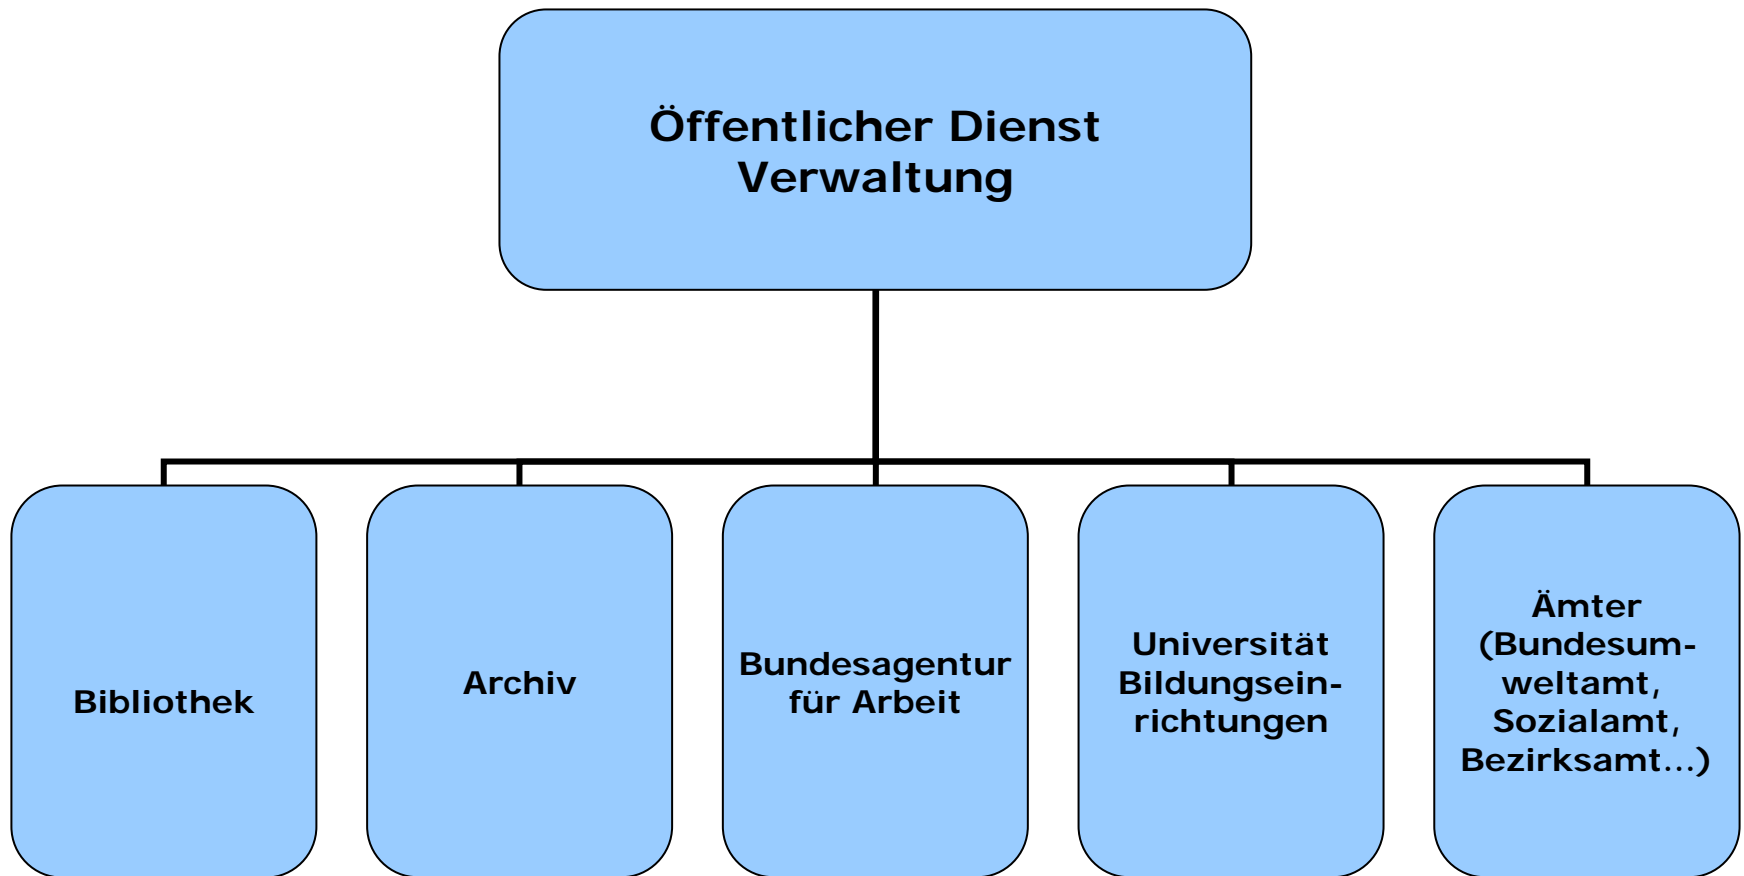 Öffentlicher Dienst
Verwaltung
Bibliothek
Archiv
Bundesagentur
für Arbeit
Universität
Bildungsein-
richtungen
Ämter
(Bundesum-
weltamt,
Sozialamt,
Bezirksamt...)